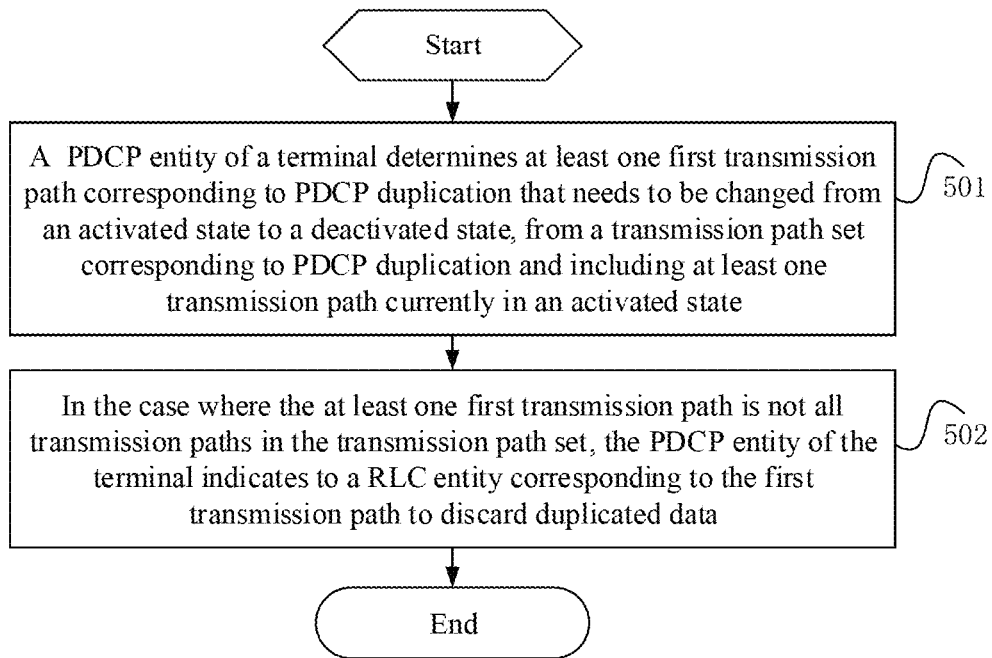 Start
A PDCP entity of a terminal determines at least one first transmission
path corresponding to PDCP duplication that needs to be changed from
an activated state to a deactivated state, from a transmission path set
corresponding to PDCP duplication and including at least one
transmission path currently in an activated state
501
In the case where the at least one first transmission path is not all
transmission paths in the transmission path set, the PDCP entity of the
terminal indicates to a RLC entity corresponding to the first
transmission path to discard duplicated data
502
End